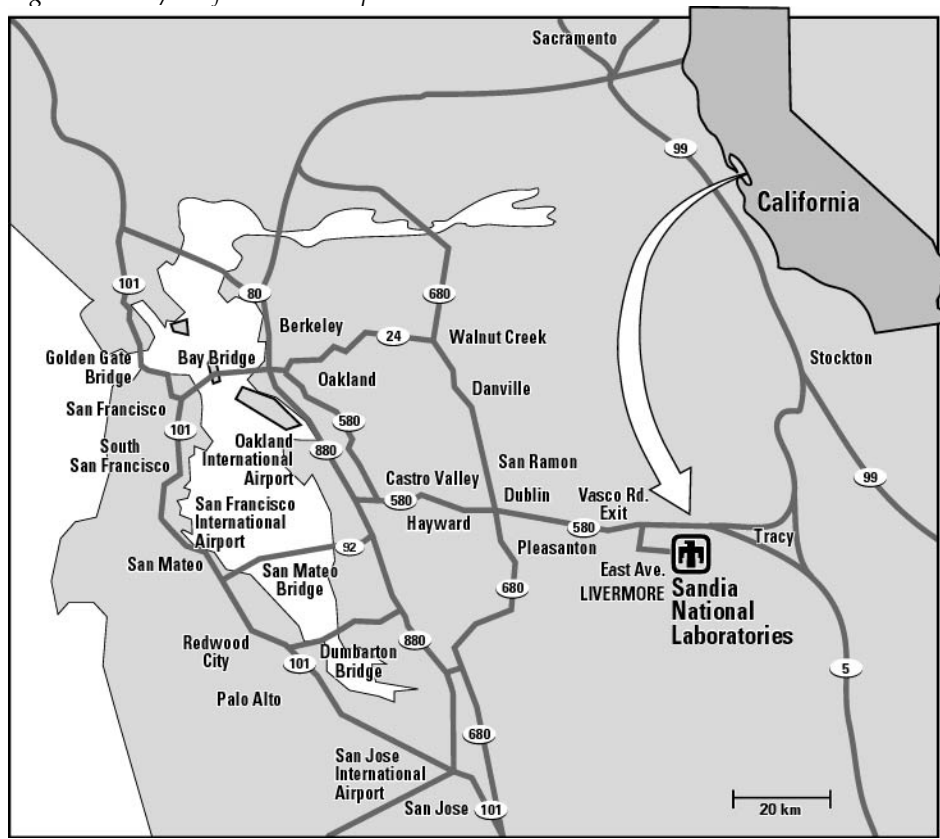 Sacramento
99
California
101
80
680
Berkeley
24
Walnut Creek
Golden Gate
Bridge
Bay Bridge
Stockton
Oakland
Danville
San Francisco
101
580
South
San Francisco
Oakland
International
Airport
880
San Ramon
Castro Valley
99
San Francisco
International
Airport
580
Dublin
Vasco Rd.
Exit
Hayward
580
Tracy
Pleasanton
92
San Mateo
San Mateo
Bridge
East Ave.
LIVERMORE
Sandia
National
Laboratories
680
Redwood
City
880
101
Dumbarton
Bridge
5
Palo Alto
680
San Jose
International
Airport
San Jose
101
20 km